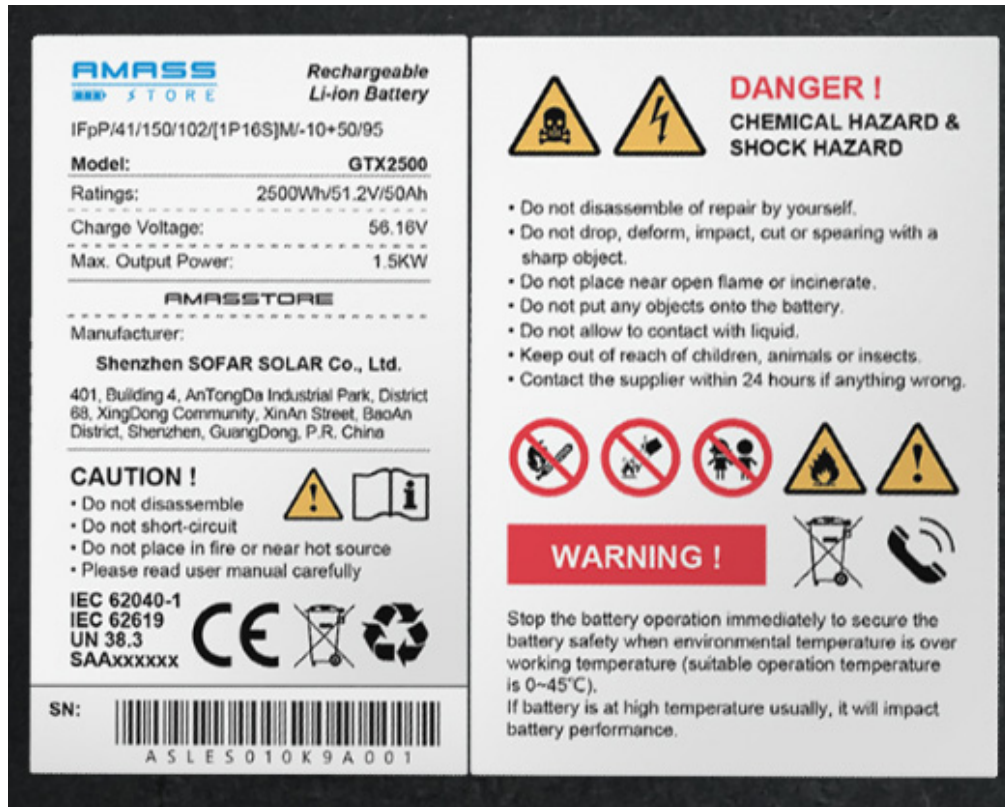 AMASS
STORE
Rechargeable
Li-ion Battery
IFpP/41/150/102/[1P16S]M/-10+50/95
Model: GTX2500
Ratings: 2500Wh/51.2V/50Ah
Charge Voltage: 56.16V
Max. Output Power: 1.5KW
AMASSTORE
Manufacturer:
Shenzhen SOFAR SOLAR Co., Ltd.
401, Building 4, AnTongDa Industrial Park, District
68, XingDong Community, XinAn Street, BaoAn
District, Shenzhen, GuangDong, P.R. China
CAUTION !
• Do not disassemble
• Do not short-circuit
• Do not place in fire or near hot source
• Please read user manual carefully
IEC 62040-1
IEC 62619
UN 38.3
SAAxxxxxx
CE
SN:
ASLES010K9A001
DANGER !
CHEMICAL HAZARD &
SHOCK HAZARD
• Do not disassemble of repair by yourself.
• Do not drop, deform, impact, cut or spearing with a
sharp object.
• Do not place near open flame or incinerate.
• Do not put any objects onto the battery.
• Do not allow to contact with liquid.
• Keep out of reach of children, animals or insects.
• Contact the supplier within 24 hours if anything wrong.
WARNING !
Stop the battery operation immediately to secure the
battery safety when environmental temperature is over
working temperature (suitable operation temperature
is 0~45°C).
If battery is at high temperature usually, it will impact
battery performance.